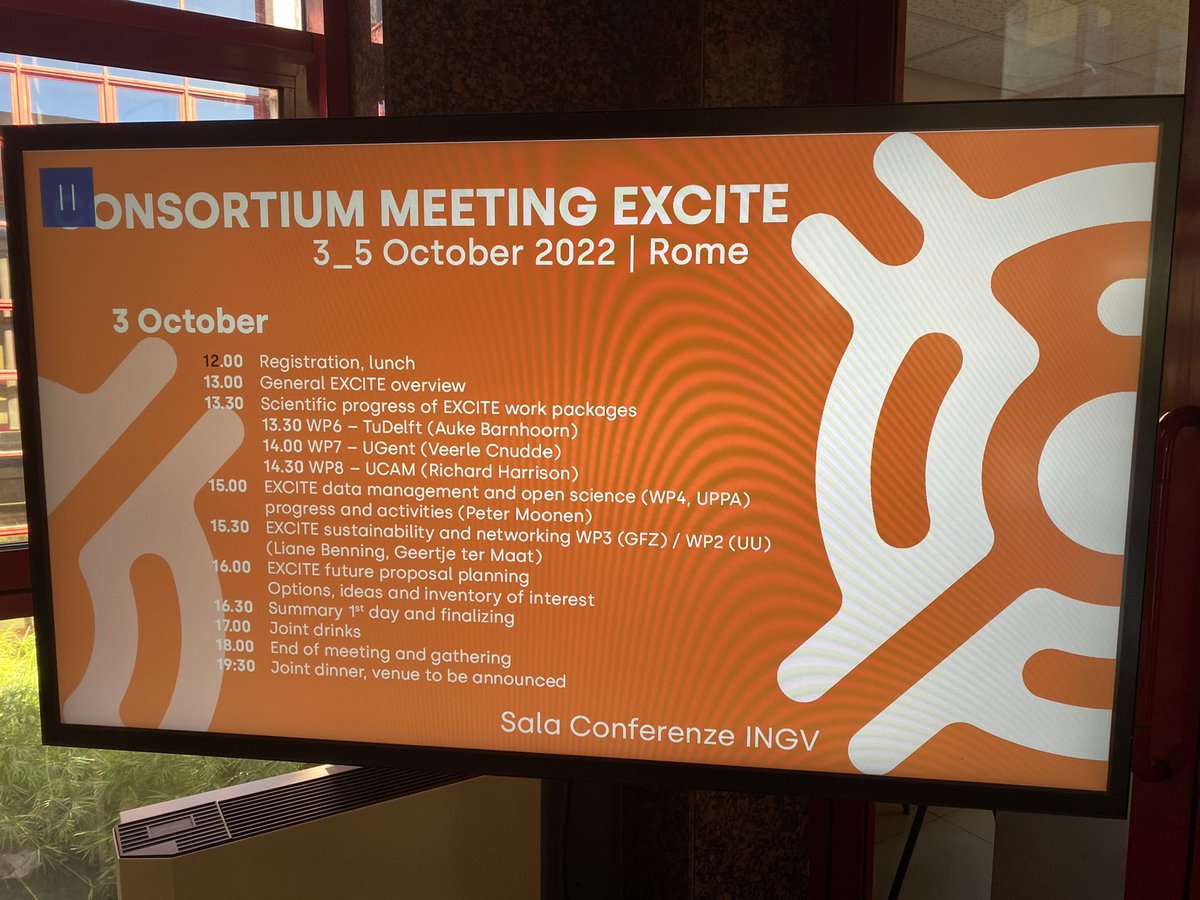 CONSORTIUM MEETING EXCITE
3_5 October 2022 | Rome
3 October
12.00 Registration, lunch
13.00 General EXCITE overview
13.30 Scientific progress of EXCITE work packages
13.30 WP6 – TuDelft (Auke Barnhoorn)
14.00 WP7 – UGent (Veerle Cnudde)
14.30 WP8 – UCAM (Richard Harrison)
15.00 EXCITE data management and open science (WP4, UPPA)
progress and activities (Peter Moonen)
15.30 EXCITE sustainability and networking WP3 (GFZ) / WP2 (UU)
(Liane Benning, Geertje ter Maat)
16.00 EXCITE future proposal planning
Options, ideas and inventory of interest
16.30 Summary 1st day and finalizing
17.00 Joint drinks
18.00 End of meeting and gathering
19:30 Joint dinner, venue to be announced
Sala Conferenze INGV